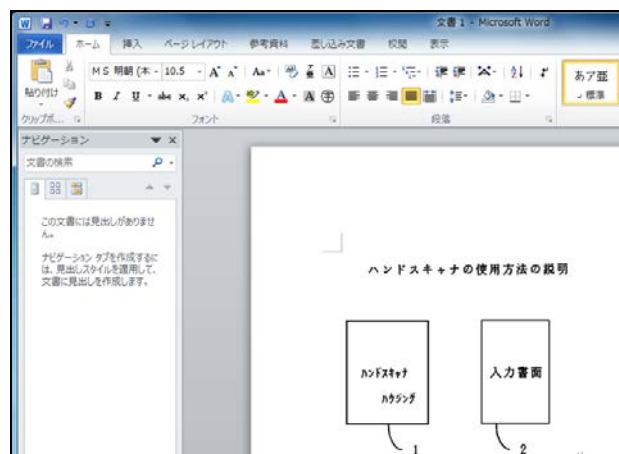 文書 1 - Microsoft Word
ファイル ホーム 挿入 ページ レイアウト 参考資料 差し込み文書 校閲 表示
貼り付け
MS 明朝 (本 10.5
あア亜
標準
クリップボ... フォント 段落
ナビゲーション
文書の検索
この文書には見出しがありませ
ん。
ナビゲーション タブを作成するに
は、見出しスタイルを適用して、
文書に見出しを作成します。
ハンドスキャナの使用方法の説明
ハンドスキャナ
ハウジング
入力書面
1 2